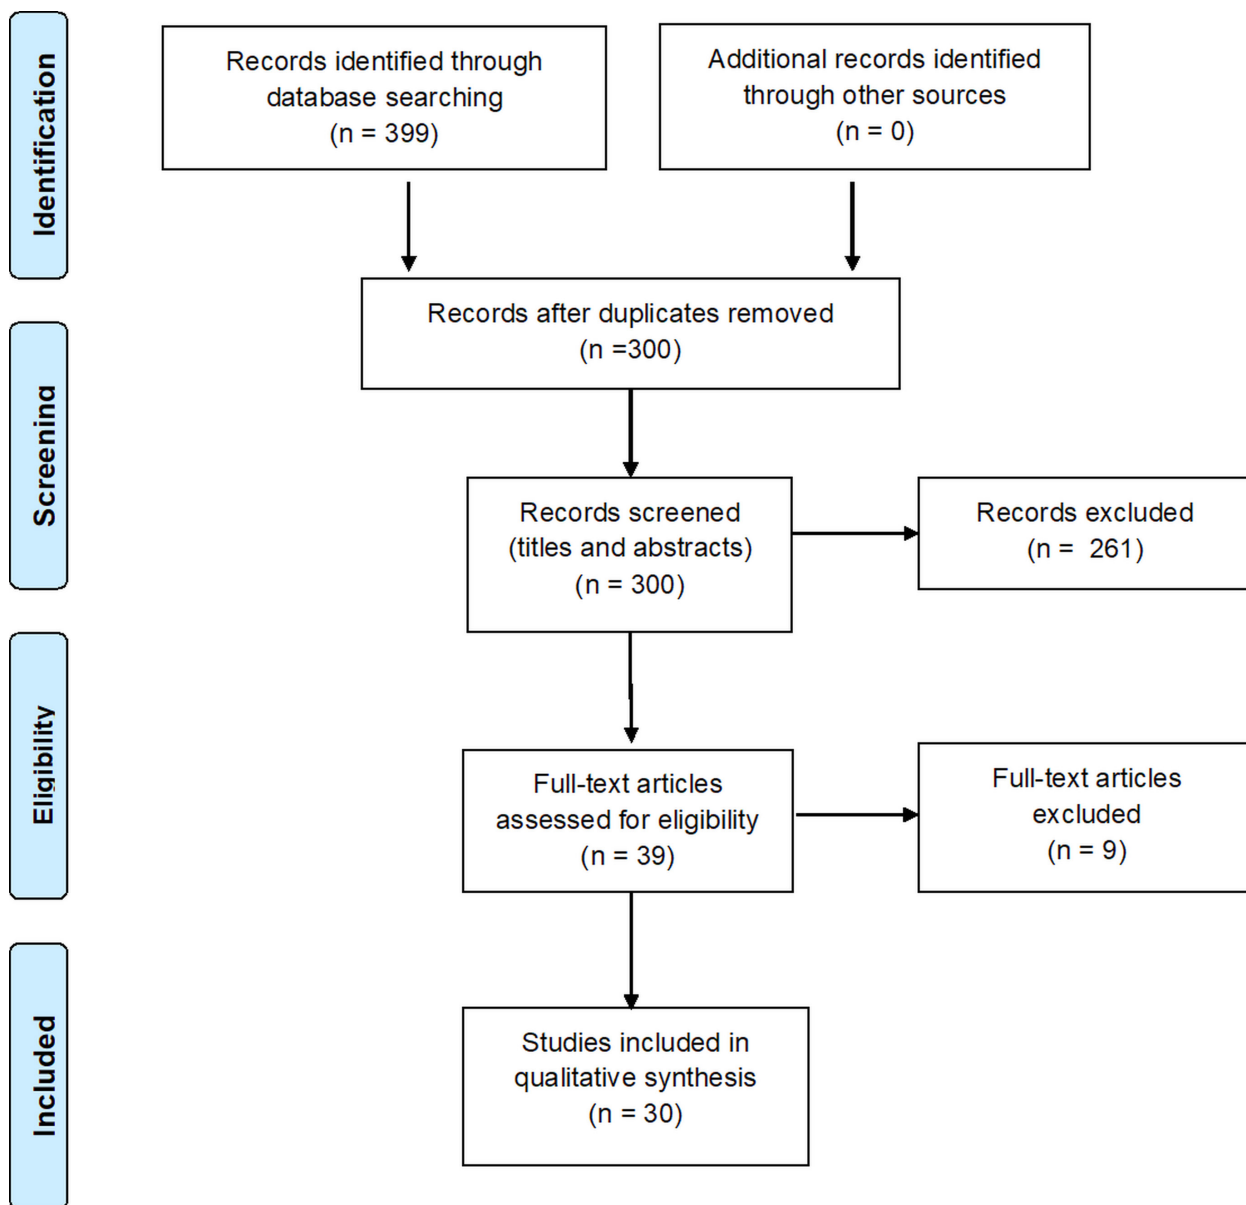 Identification
Records identified through
database searching
(n = 399)
Additional records identified
through other sources
(n = 0)
Records after duplicates removed
(n =300)
Screening
Records screened
(titles and abstracts)
(n = 300)
Records excluded
(n =  261)
Eligibility
Full-text articles
assessed for eligibility
(n = 39)
Full-text articles
excluded
(n = 9)
Included
Studies included in
qualitative synthesis
(n = 30)